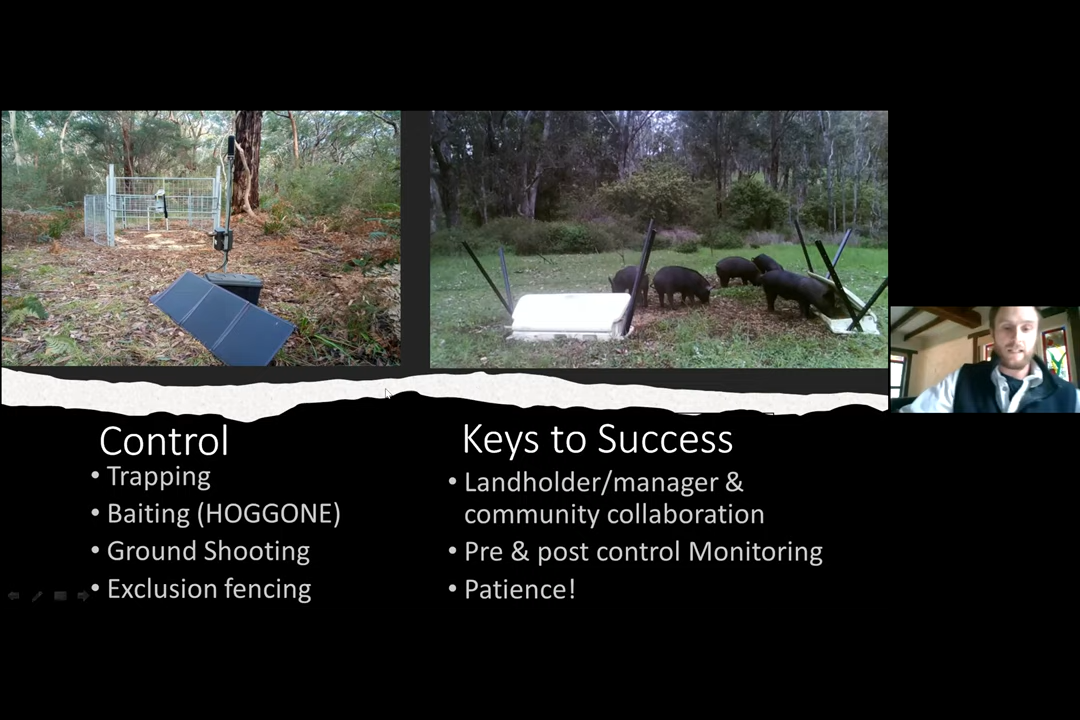 Control
• Trapping
• Baiting (HOGGONE)
• Ground Shooting
• Exclusion fencing
Keys to Success
• Landholder/manager &
community collaboration
• Pre & post control Monitoring
• Patience!